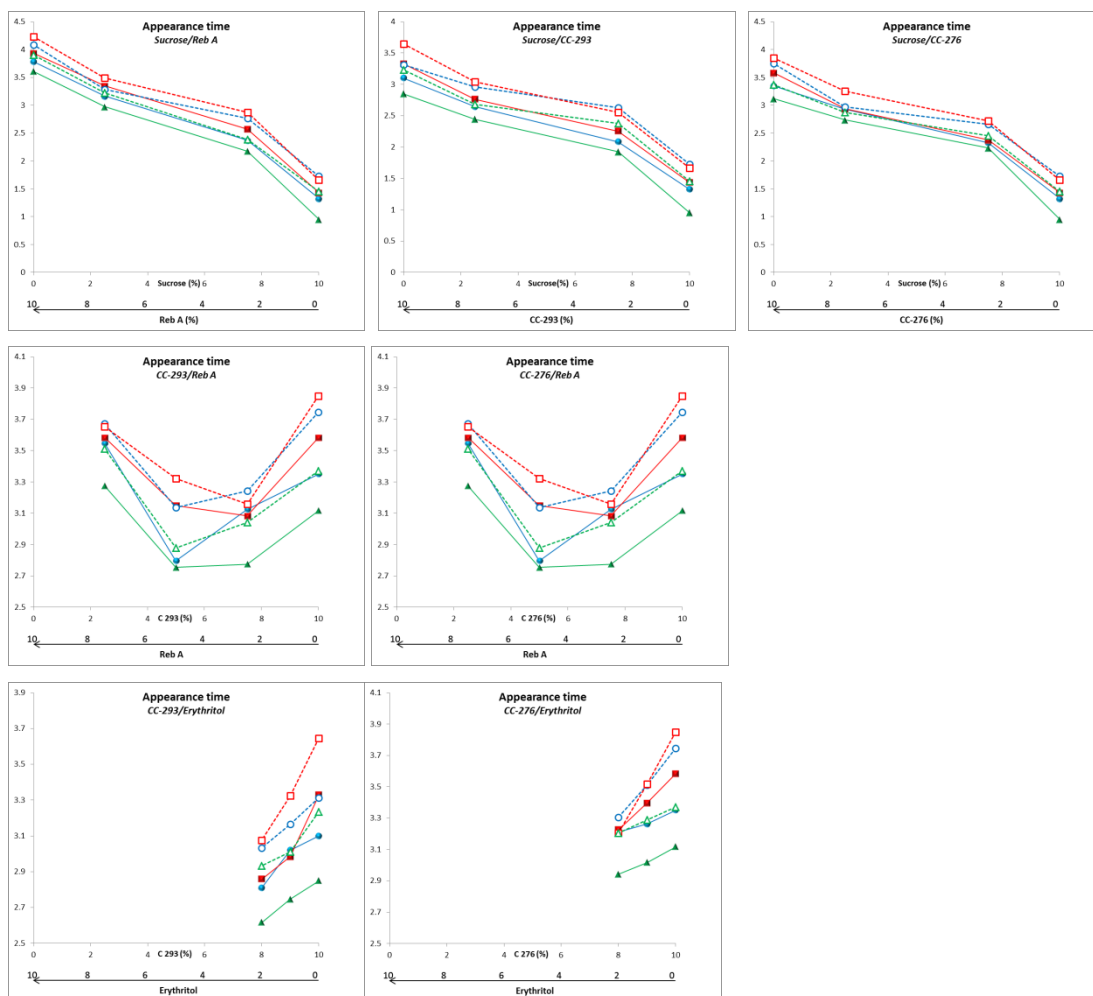 Appearance time
Sucrose/Reb A
4.5
4
3.5
3
2.5
2
1.5
1
0.5
0
0 2 4 Sucrose (%) 6 8 10
10 8 6 4 2 0
Reb A (%)
Appearance time
Sucrose/CC-293
4
3.5
3
2.5
2
1.5
1
0.5
0
0 2 4 Sucrose(%) 6 8 10
10 8 6 4 2 0
CC-293 (%)
Appearance time
Sucrose/CC-276
4.5
4
3.5
3
2.5
2
1.5
1
0.5
0
0 2 4 Sucrose (%) 6 8 10
10 8 6 4 2 0
CC-276 (%)
Appearance time
CC-293/Reb A
4.1
3.9
3.7
3.5
3.3
3.1
2.9
2.7
2.5
0 2 4 C 293 (%) 6 8 10
10 8 6 4 2 0
Reb A
Appearance time
CC-276/Reb A
4.1
3.9
3.7
3.5
3.3
3.1
2.9
2.7
2.5
0 2 4 C 276 (%) 6 8 10
10 8 6 4 2 0
Reb A
Appearance time
CC-293/Erythritol
3.9
3.7
3.5
3.3
3.1
2.9
2.7
2.5
0 2 4 C 293 (%) 6 8 10
10 8 6 4 2 0
Erythritol
Appearance time
CC-276/Erythritol
4.1
3.9
3.7
3.5
3.3
3.1
2.9
2.7
2.5
0 2 4 C 276 (%) 6 8 10
10 8 6 4 2 0
Erythritol